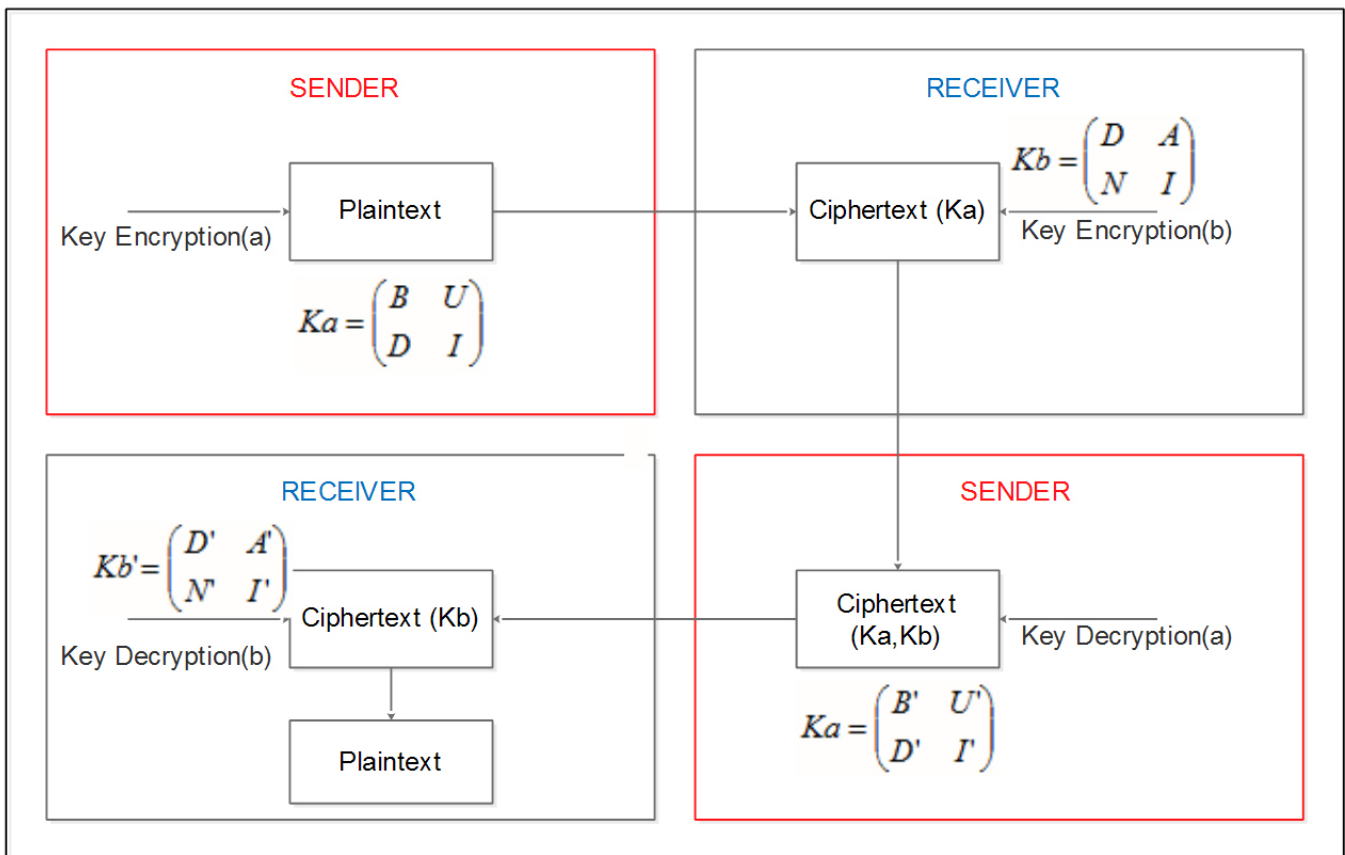 SENDER
Plaintext
Key Encryption(a)
Ka = (B U
D I)
RECEIVER
Kb = (D A
N I)
Ciphertext (Ka)
Key Encryption(b)
RECEIVER
Kb' = (D' A'
N' I')
Ciphertext (Kb)
Key Decryption(b)
Plaintext
SENDER
Ciphertext
(Ka,Kb)
Key Decryption(a)
Ka = (B' U'
D' I')